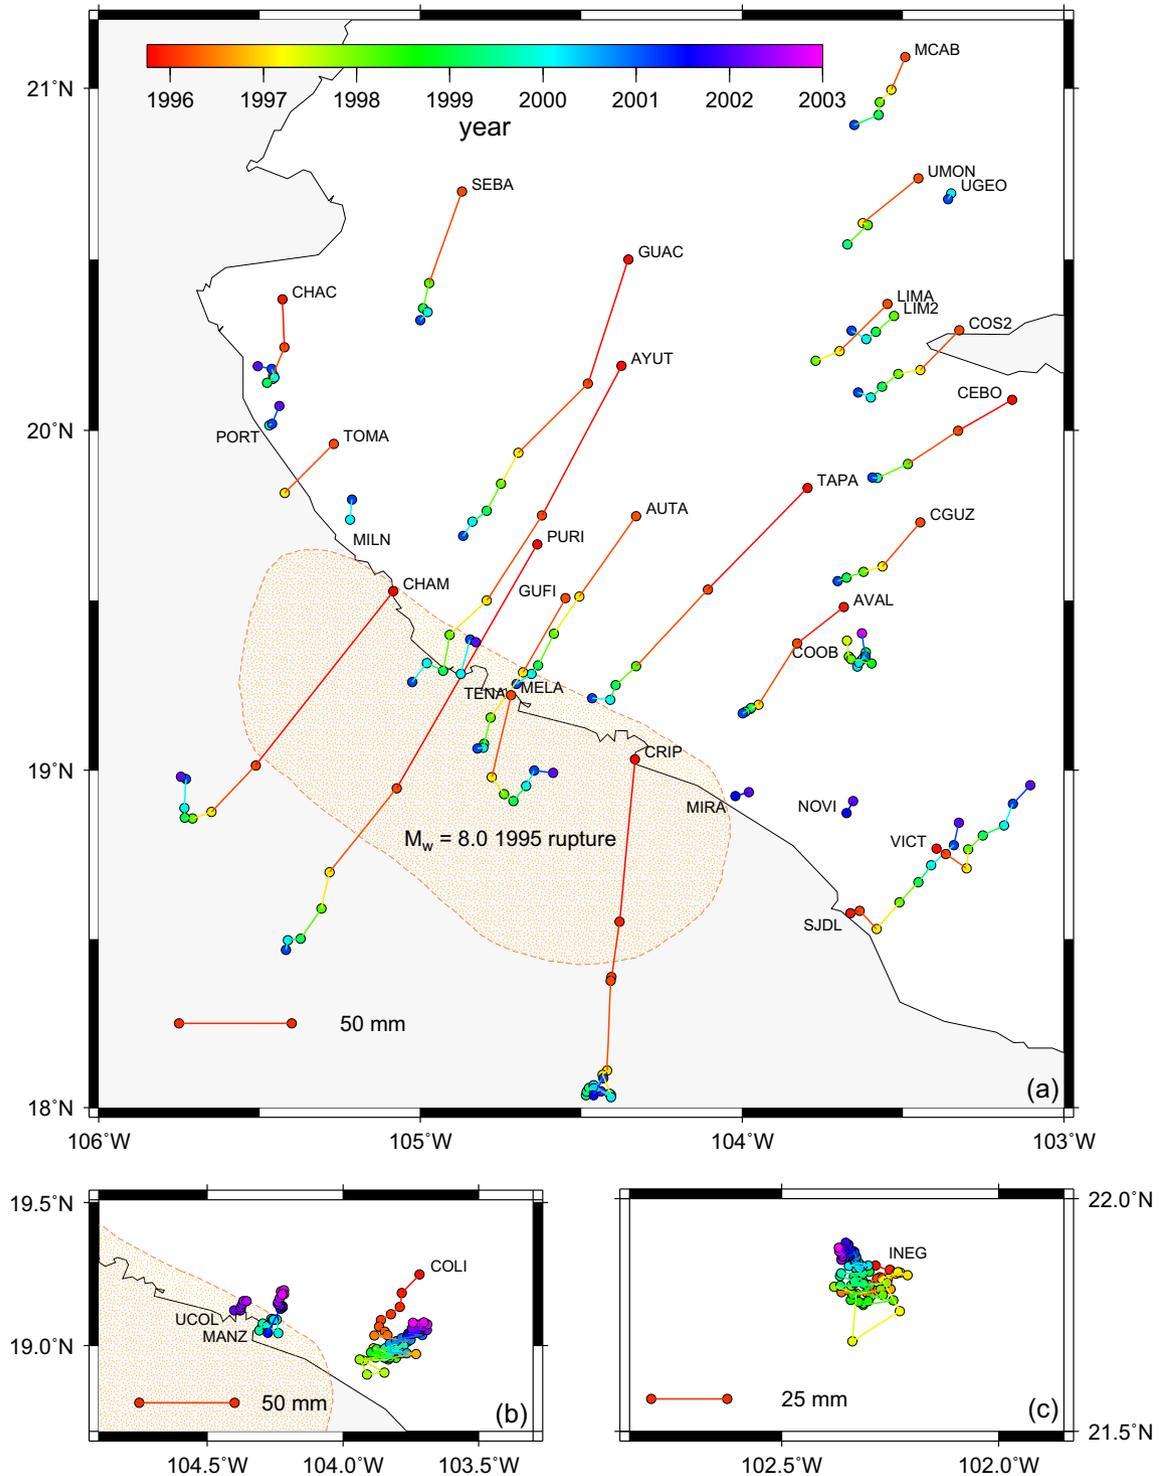 MCAB
21˚N
1996 1997 1998 1999 2000 2001 2002 2003
year
UMON
SEBA
UGEO
GUAC
CHAC
LIMA
LIM2
COS2
AYUT
CEBO
20˚N
PORT
TOMA
TAPA
AUTA
CGUZ
MILN
PURI
CHAM
GUFI
AVAL
COOB
TENA
MELA
19˚N
CRIP
MIRA
NOVI
Mw = 8.0 1995 rupture
VICT
SJDL
50 mm
(a)
18˚N
106˚W 105˚W 104˚W 103˚W
19.5˚N
COLI
UCOL
MANZ
19.0˚N
50 mm
(b)
104.5˚W 104.0˚W 103.5˚W
22.0˚N
INEG
25 mm
(c)
21.5˚N
102.5˚W 102.0˚W